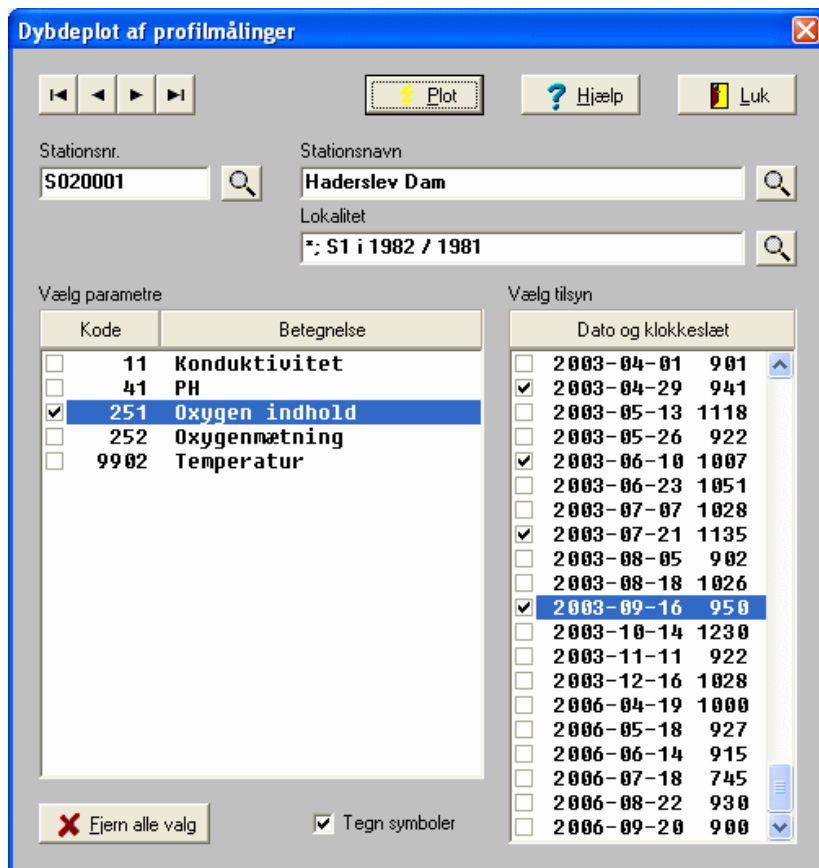 Dybdeplot af profilmålinger
Plot
Hjælp
Luk
Stationsnr.
Stationsnavn
S020001
Haderslev Dam
Lokalitet
*; S1 i 1982 / 1981
Vælg parametre
Kode Betegnelse
11 Konduktivitet
41 PH
251 Oxygen indhold
252 Oxygenmætning
9902 Temperatur
Vælg tilsyn
Dato og klokkeslæt
2003-04-01 901
2003-04-29 941
2003-05-13 1118
2003-05-26 922
2003-06-10 1007
2003-06-23 1051
2003-07-07 1028
2003-07-21 1135
2003-08-05 902
2003-08-18 1026
2003-09-16 950
2003-10-14 1230
2003-11-11 922
2003-12-16 1028
2006-04-19 1000
2006-05-18 927
2006-06-14 915
2006-07-18 745
2006-08-22 930
2006-09-20 900
Fjern alle valg
Tegn symboler